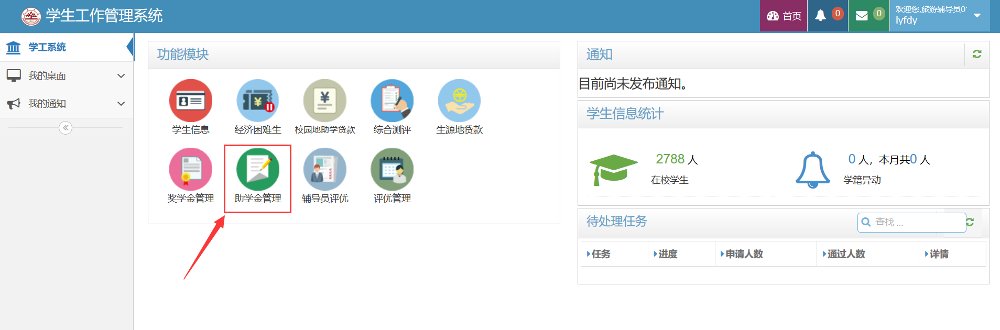 学生工作管理系统
首页
0
0
欢迎您,旅游辅导员0
lyfdy
学工系统
我的桌面
我的通知
功能模块
学生信息
经济困难生
校园地助学贷款
综合测评
生源地贷款
奖学金管理
助学金管理
辅导员评优
评优管理
通知
目前尚未发布通知。
学生信息统计
2788 人
在校学生
0 人，本月共0 人
学籍异动
待处理任务
查找 ...
任务
进度
申请人数
通过人数
详情